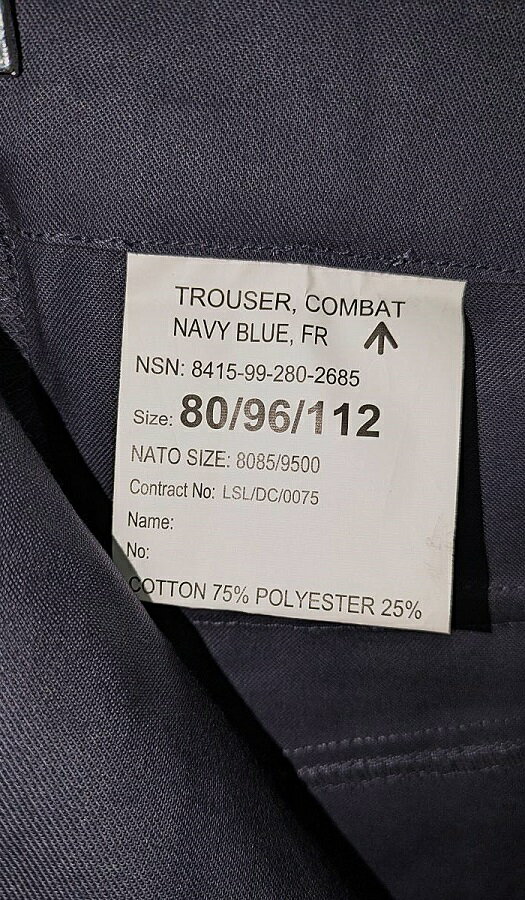 TROUSER, COMBAT
NAVY BLUE, FR
NSN: 8415-99-280-2685
Size: 80/96/112
NATO SIZE: 8085/9500
Contract No: LSL/DC/0075
Name:
No:
COTTON 75% POLYESTER 25%